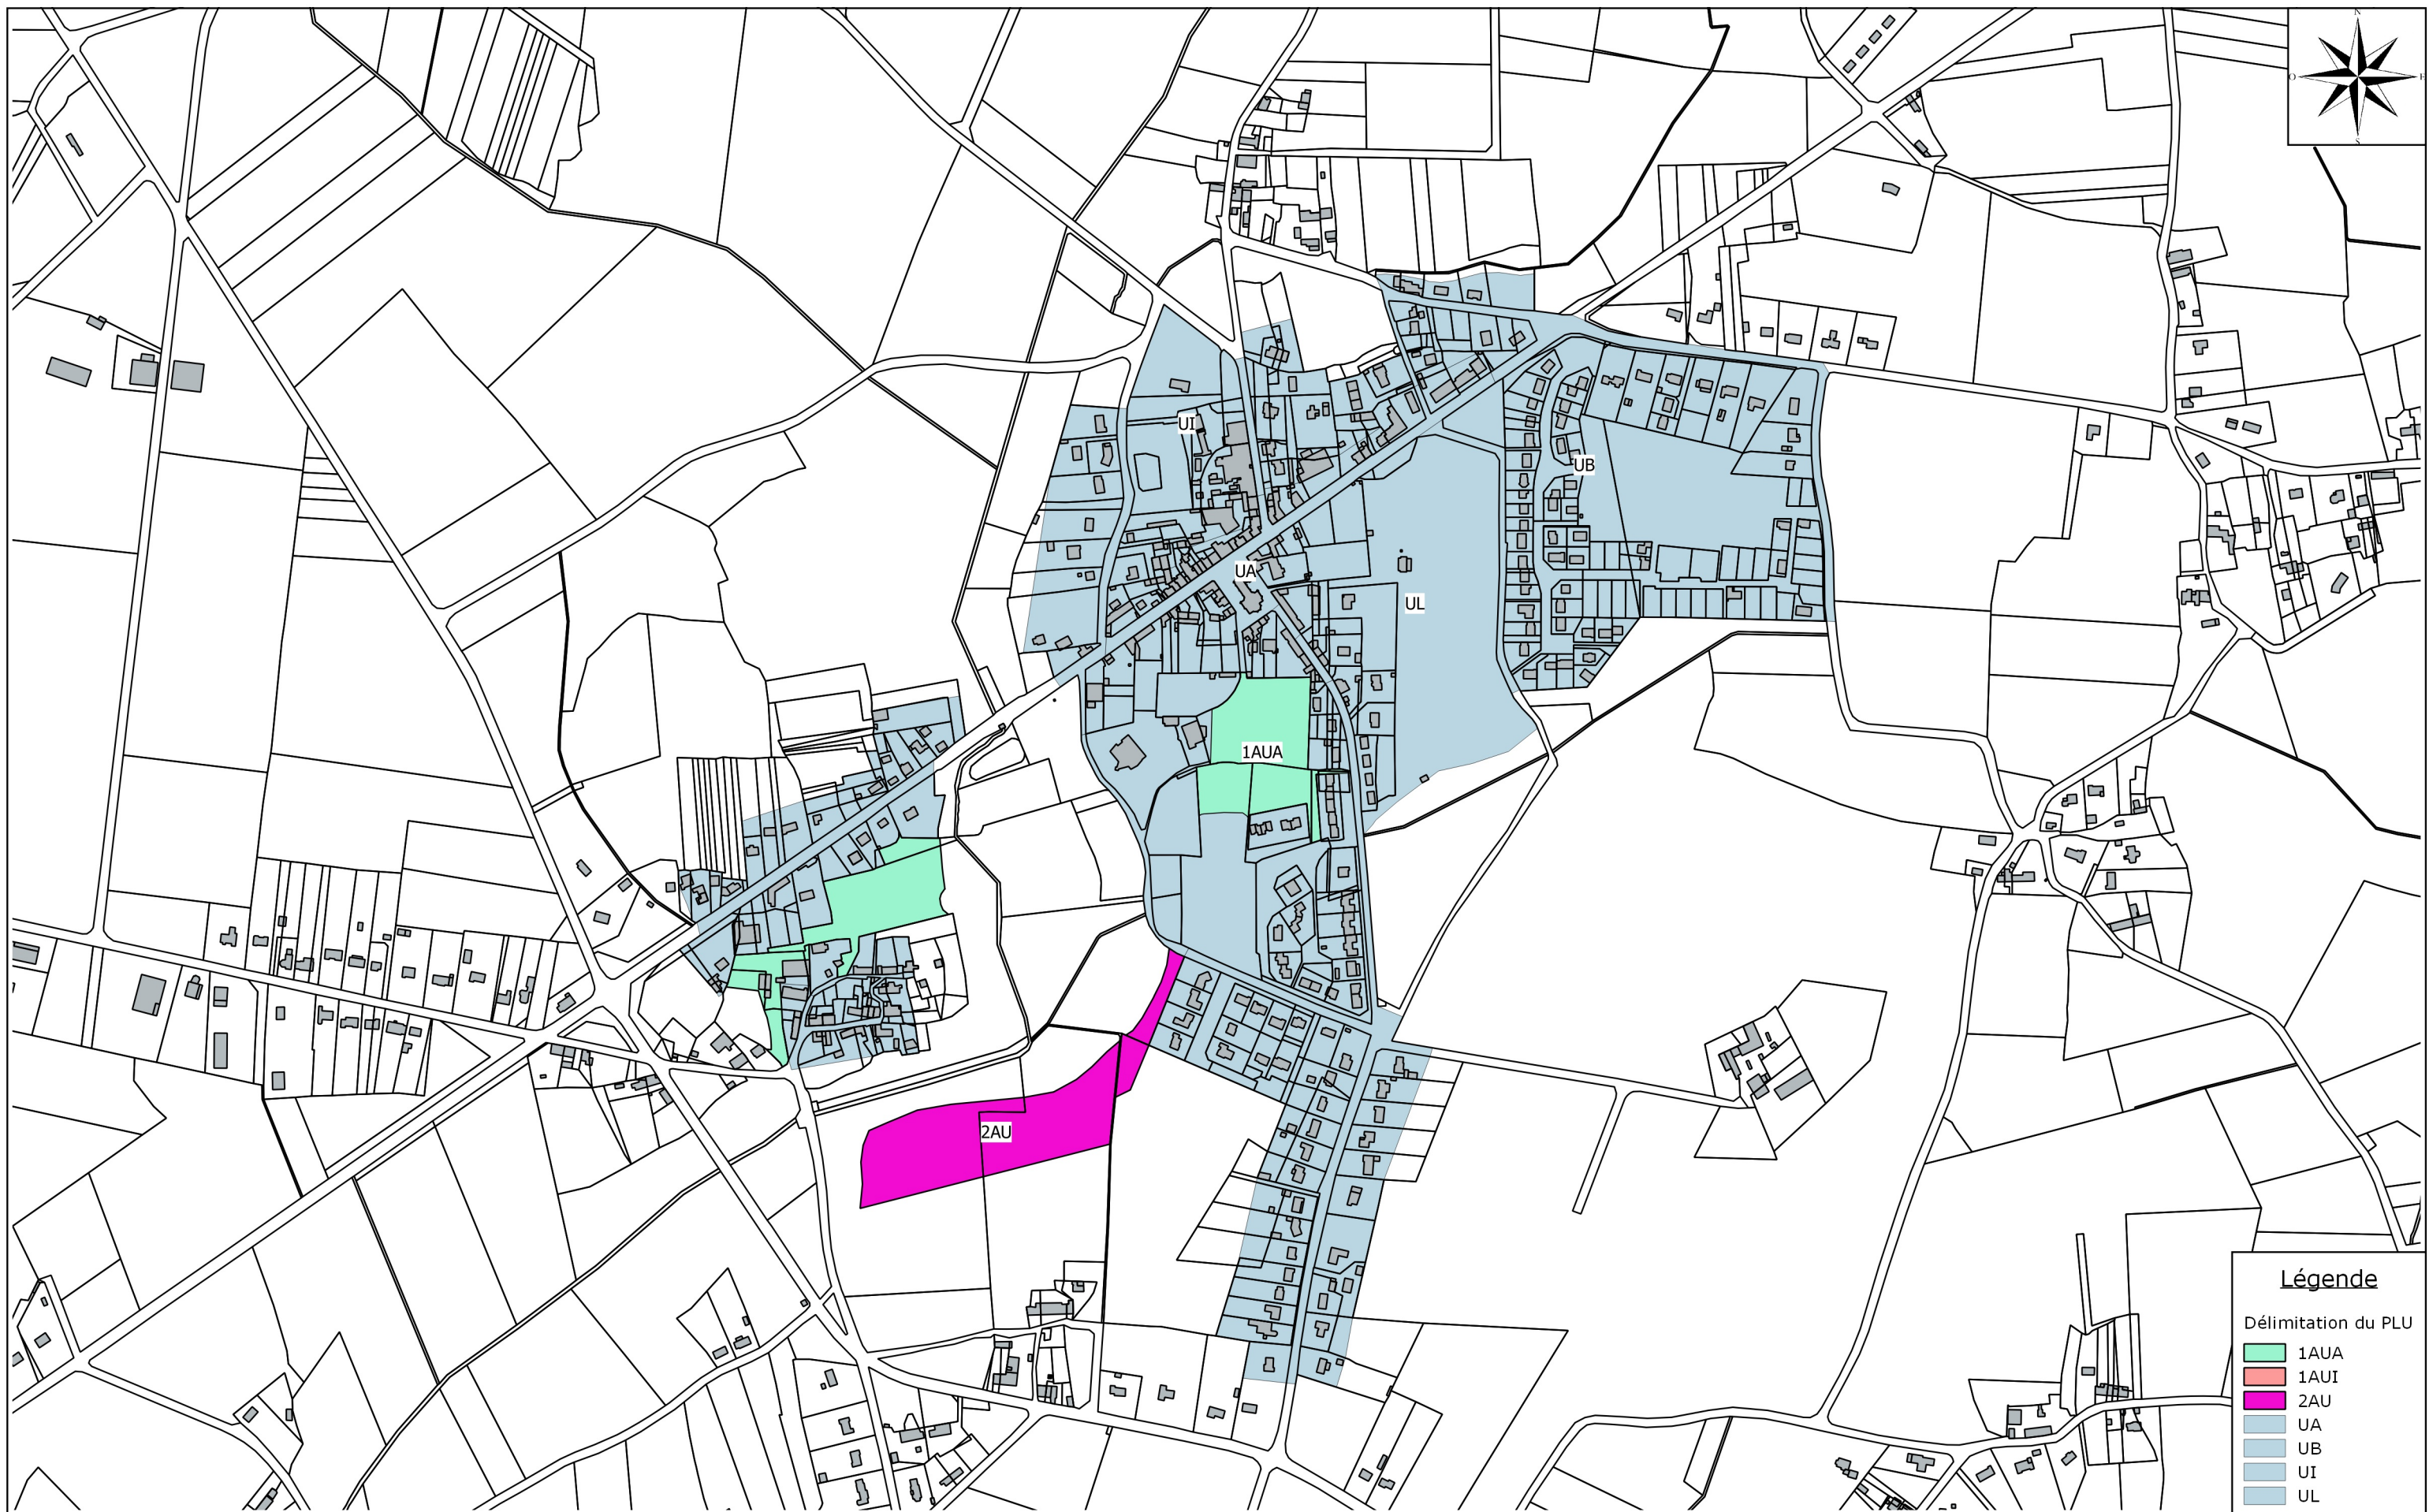 N
O
E
S
UI
UB
UA
UL
1AUA
2AU
Légende
Délimitation du PLU
1AUA
1AUI
2AU
UA
UB
UI
UL